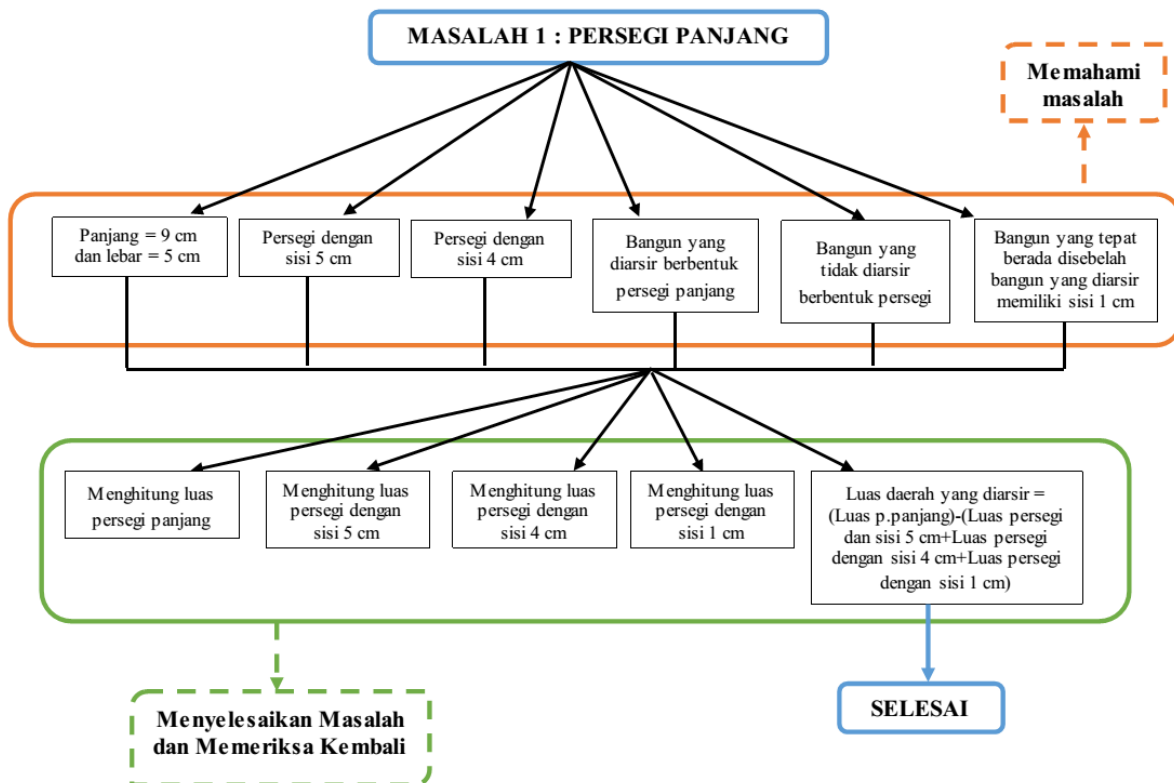 MASALAH 1 : PERSEGI PANJANG
Memahami
masalah
Panjang = 9 cm
dan lebar = 5 cm
Persegi dengan
sisi 5 cm
Persegi dengan
sisi 4 cm
Bangun yang
diarsir berbentuk
persegi panjang
Bangun yang
tidak diarsir
berbentuk persegi
Bangun yang tepat
berada disebelah
bangun yang diarsir
memiliki sisi 1 cm
Menghitung luas
persegi panjang
Menghitung luas
persegi dengan
sisi 5 cm
Menghitung luas
persegi dengan
sisi 4 cm
Menghitung luas
persegi dengan
sisi 1 cm
Luas daerah yang diarsir =
(Luas p.panjang)-(Luas persegi
dan sisi 5 cm+Luas persegi
dengan sisi 4 cm+Luas persegi
dengan sisi 1 cm)
Menyelesaikan Masalah
dan Memeriksa Kembali
SELESAI